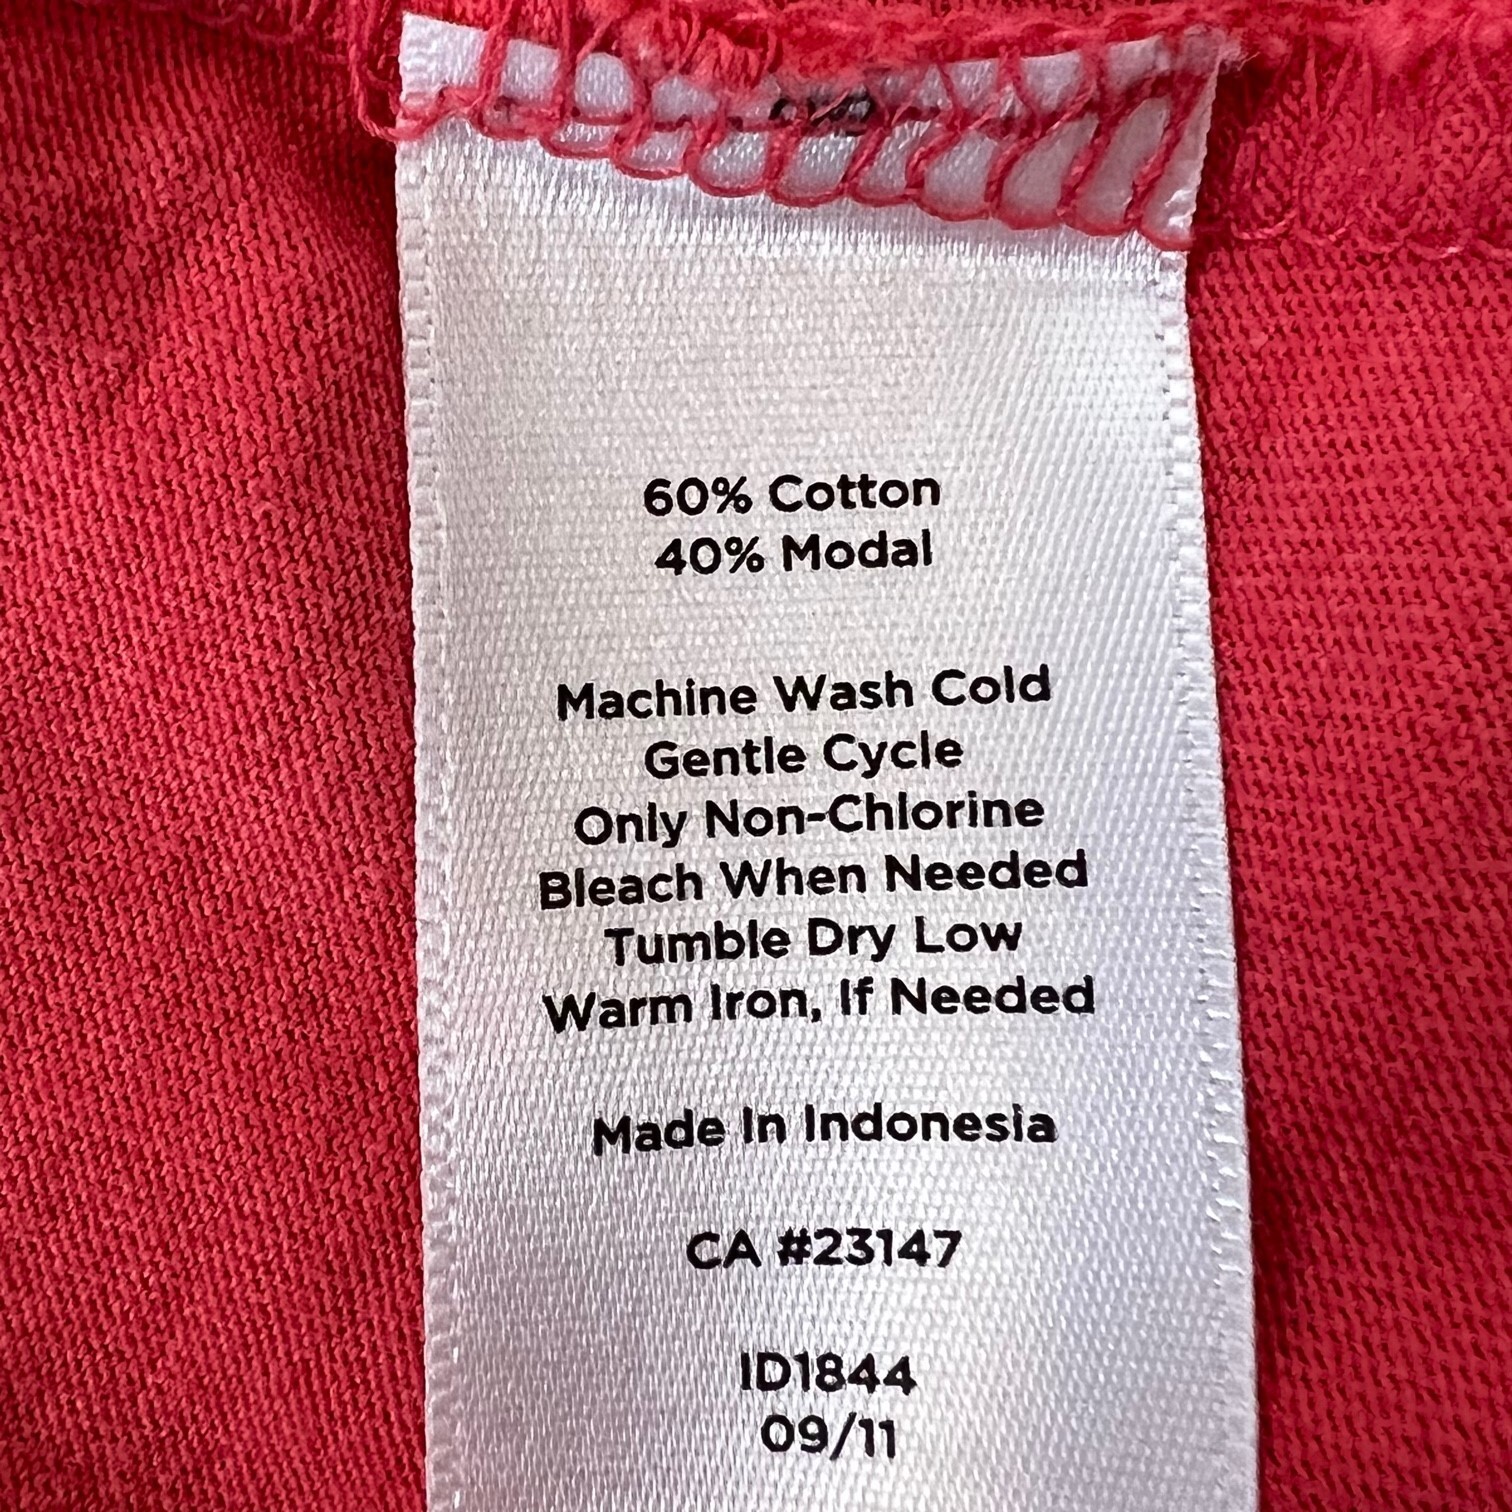 60% Cotton
40% Modal
Machine Wash Cold
Gentle Cycle
Only Non-Chlorine
Bleach When Needed
Tumble Dry Low
Warm Iron, If Needed
Made In Indonesia
CA #23147
ID1844
09/11